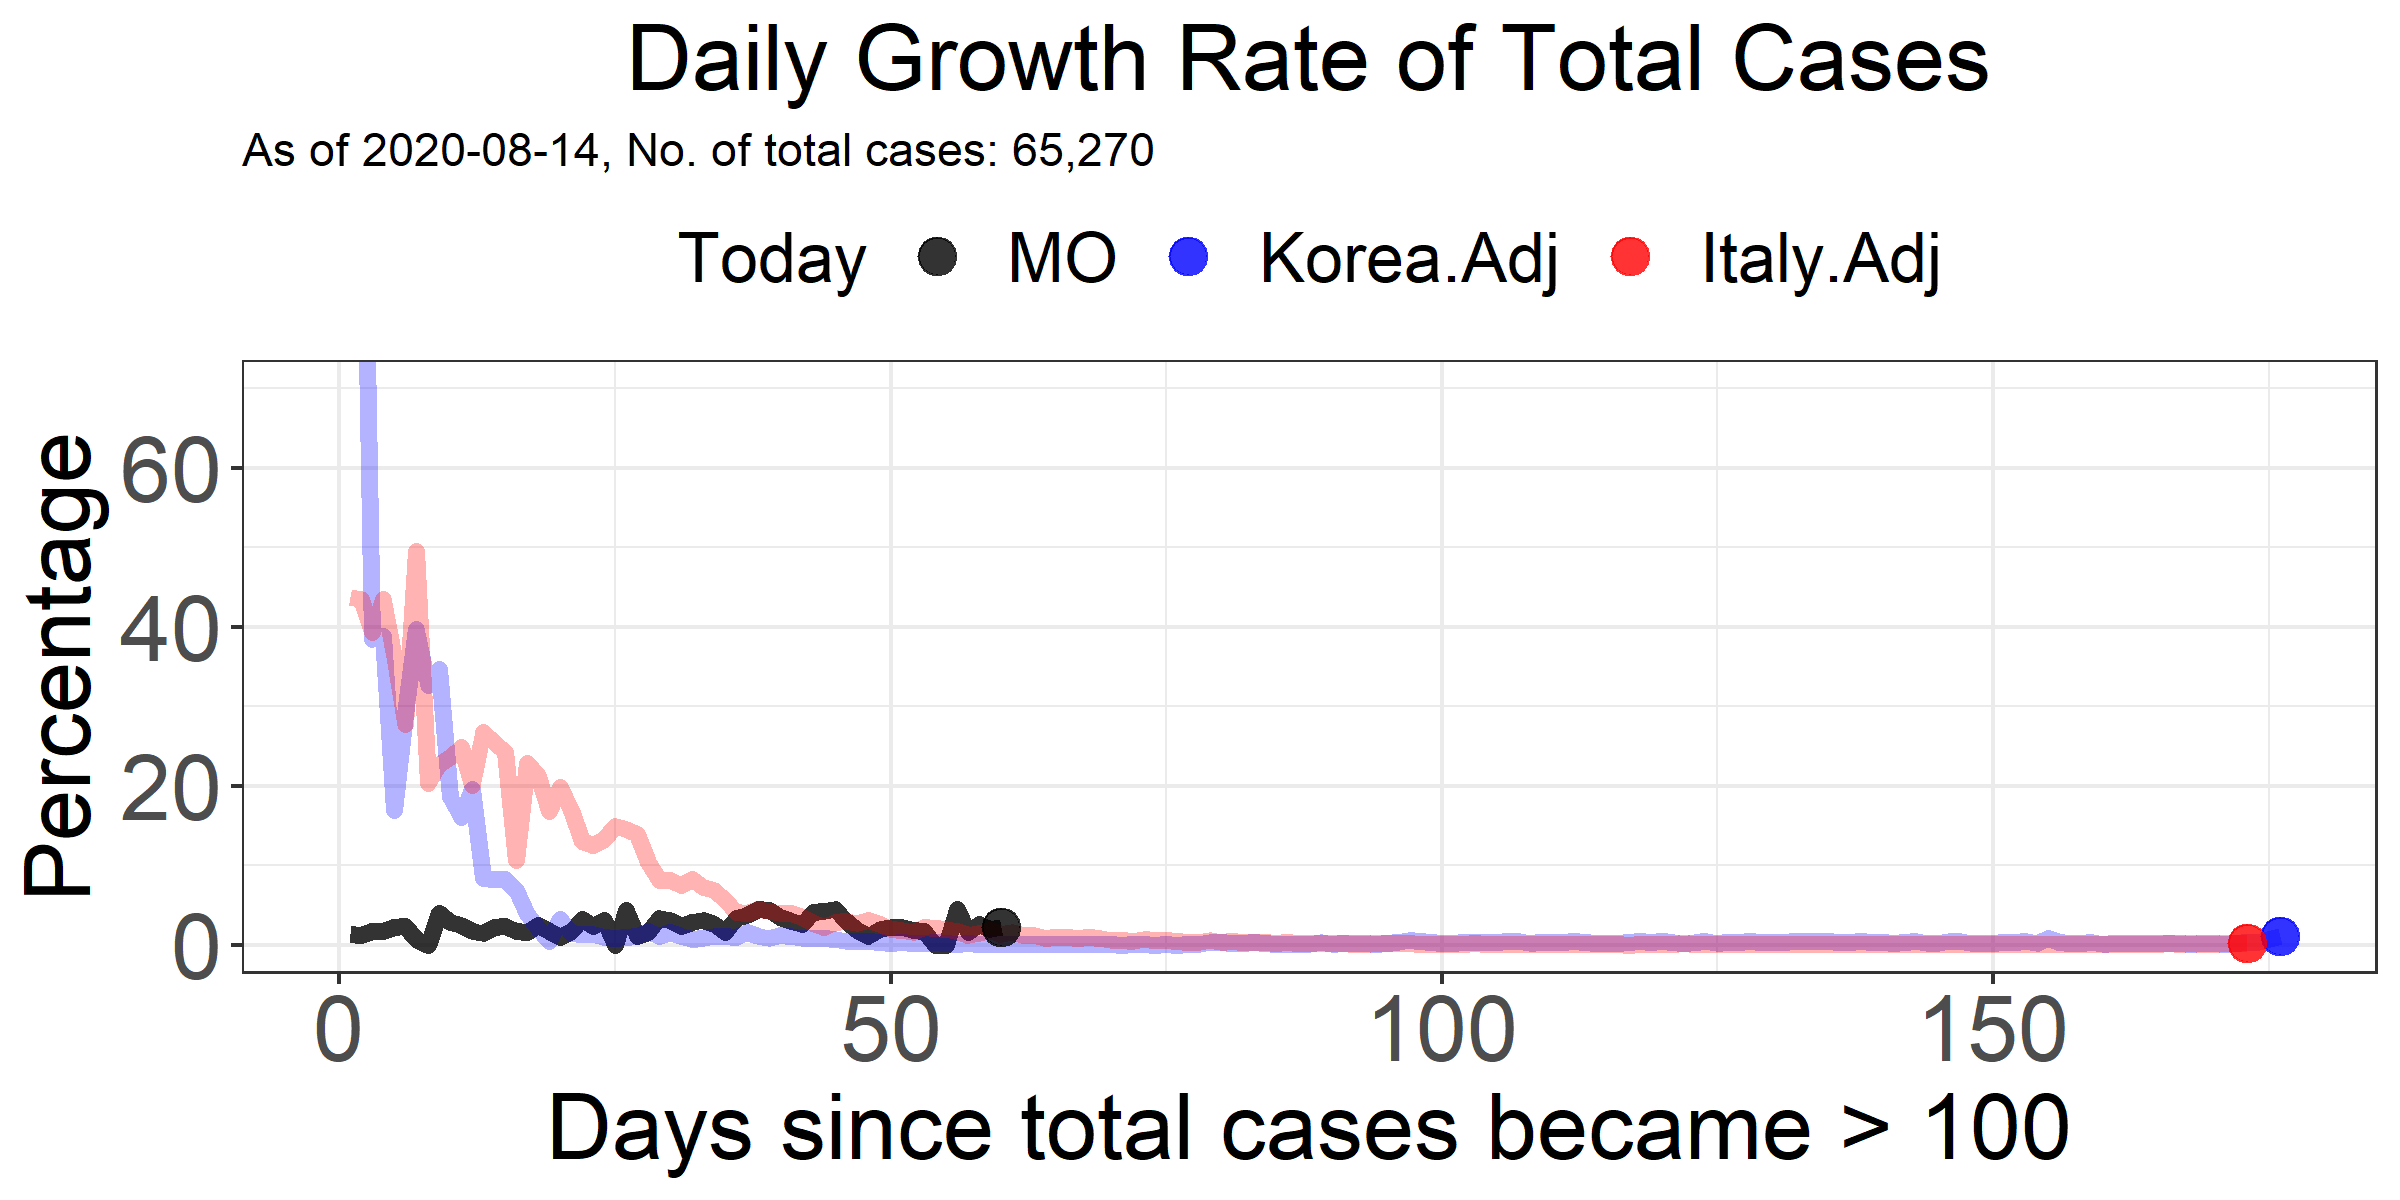 Daily Growth Rate of Total Cases
As of 2020-08-14, No. of total cases: 65,270
Today MO Korea.Adj Italy.Adj
Percentage
60
40
20
0
0 50 100 150
Days since total cases became > 100